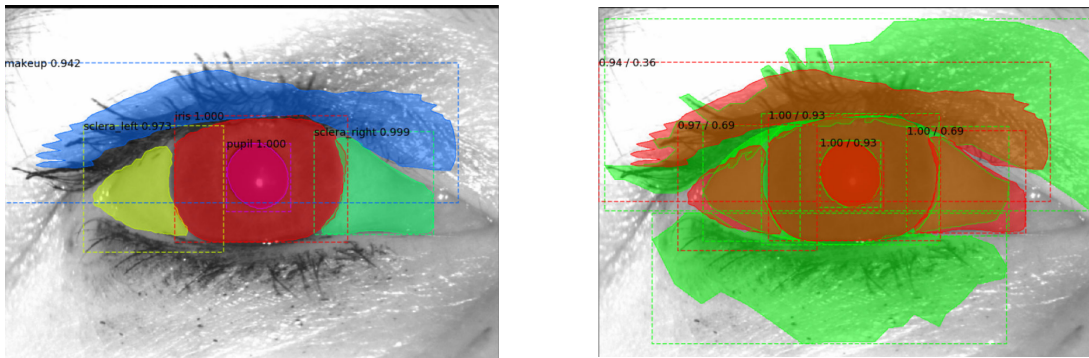 makeup 0.942
iris 1.000
sclera_left 0.973
sclera_right 0.999
pupil 1.000
0.94 / 0.36
1.00 / 0.93
0.97 / 0.69
1.00 / 0.69
1.00 / 0.93